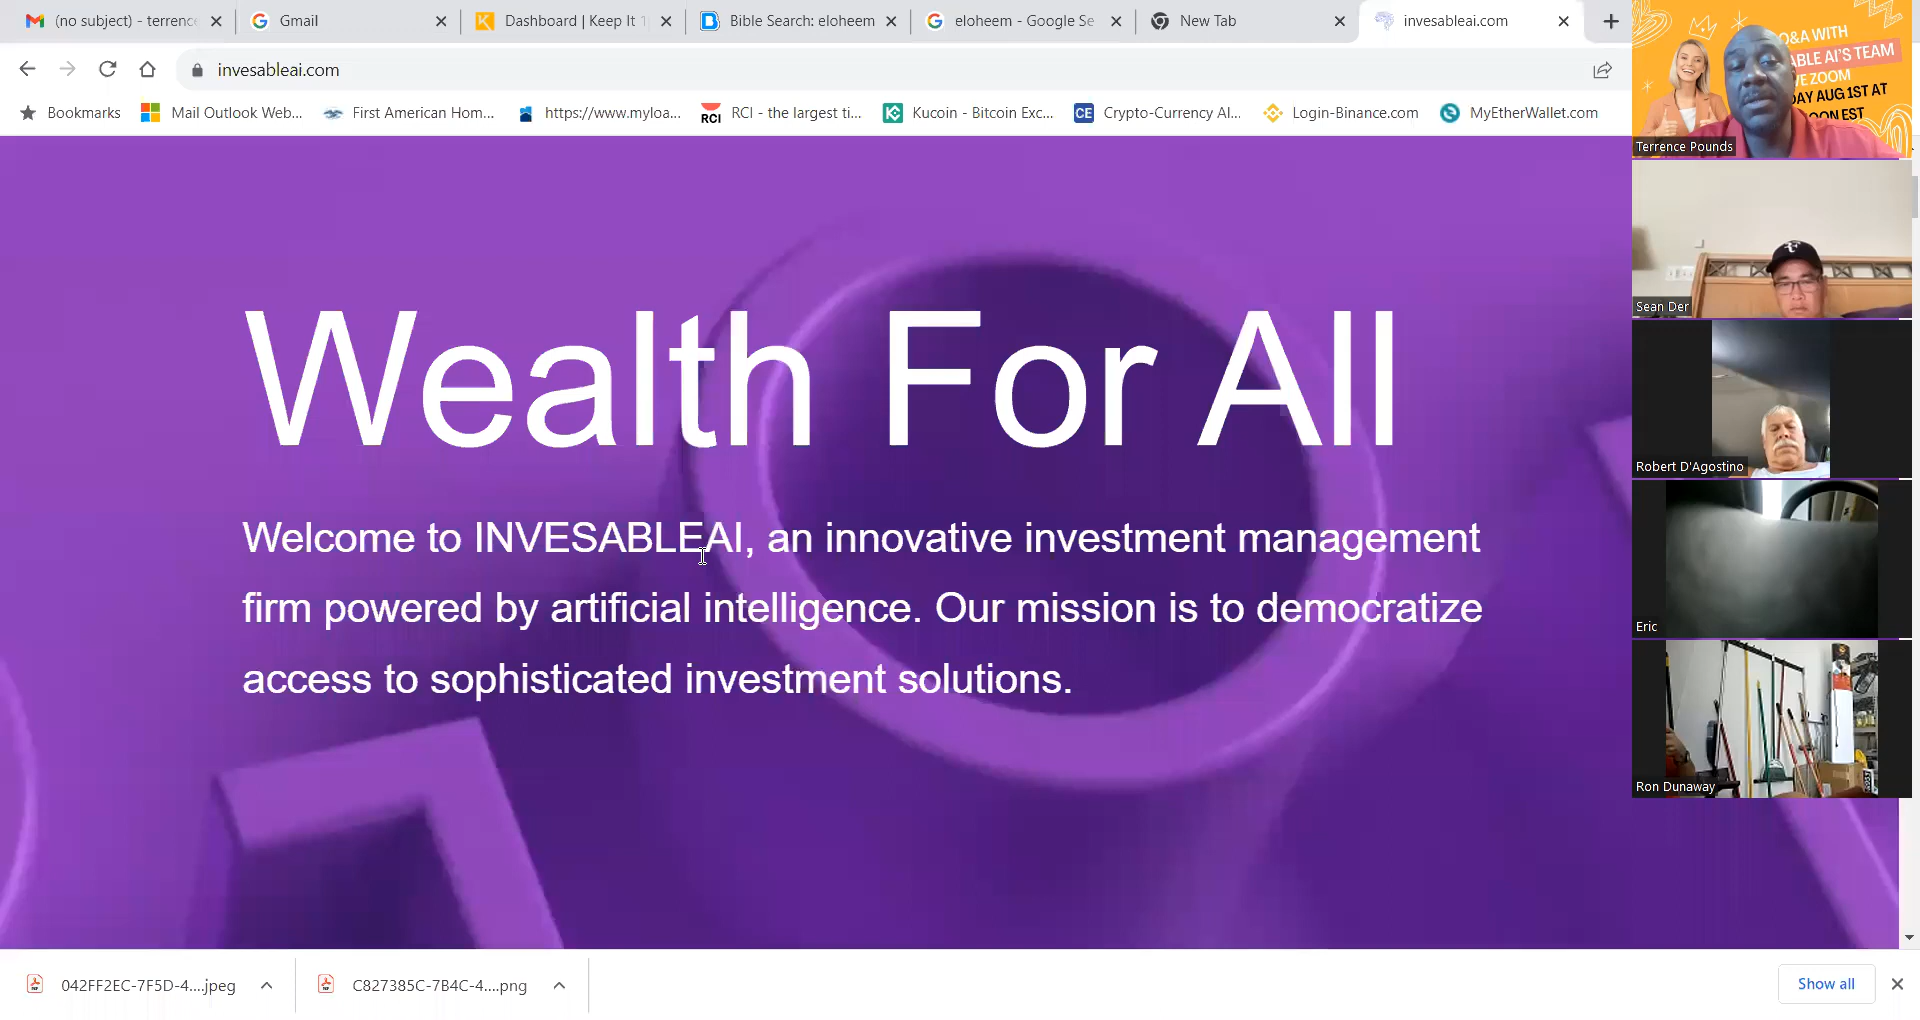 (no subject) - terrence
Gmail
Dashboard | Keep It 1
Bible Search: eloheem
eloheem - Google Se
New Tab
invesableai.com
invesableai.com
Bookmarks
Mail Outlook Web...
First American Hom...
https://www.myloa...
RCI - the largest ti...
Kucoin - Bitcoin Exc...
Crypto-Currency Al...
Login-Binance.com
MyEtherWallet.com
Q&A WITH
ABLE AI'S TEAM
VE ZOOM
DAY AUG 1ST AT
OON EST
Terrence Pounds
Sean Der
Robert D'Agostino
Eric
Ron Dunaway
Wealth For All
Welcome to INVESABLEAI, an innovative investment management
firm powered by artificial intelligence. Our mission is to democratize
access to sophisticated investment solutions.
042FF2EC-7F5D-4....jpeg
C827385C-7B4C-4....png
Show all